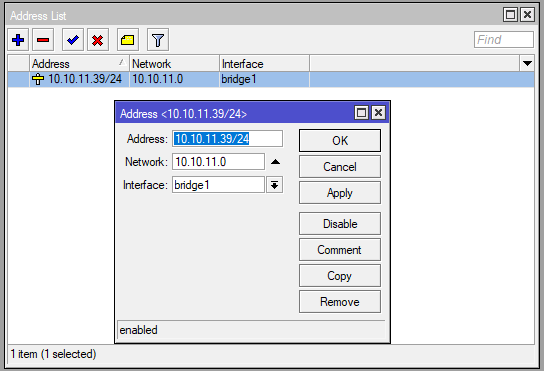 Address List
Find
Address Network Interface
10.10.11.39/24 10.10.11.0 bridge1
Address <10.10.11.39/24>
Address: 10.10.11.39/24
Network: 10.10.11.0
Interface: bridge1
OK
Cancel
Apply
Disable
Comment
Copy
Remove
enabled
1 item (1 selected)